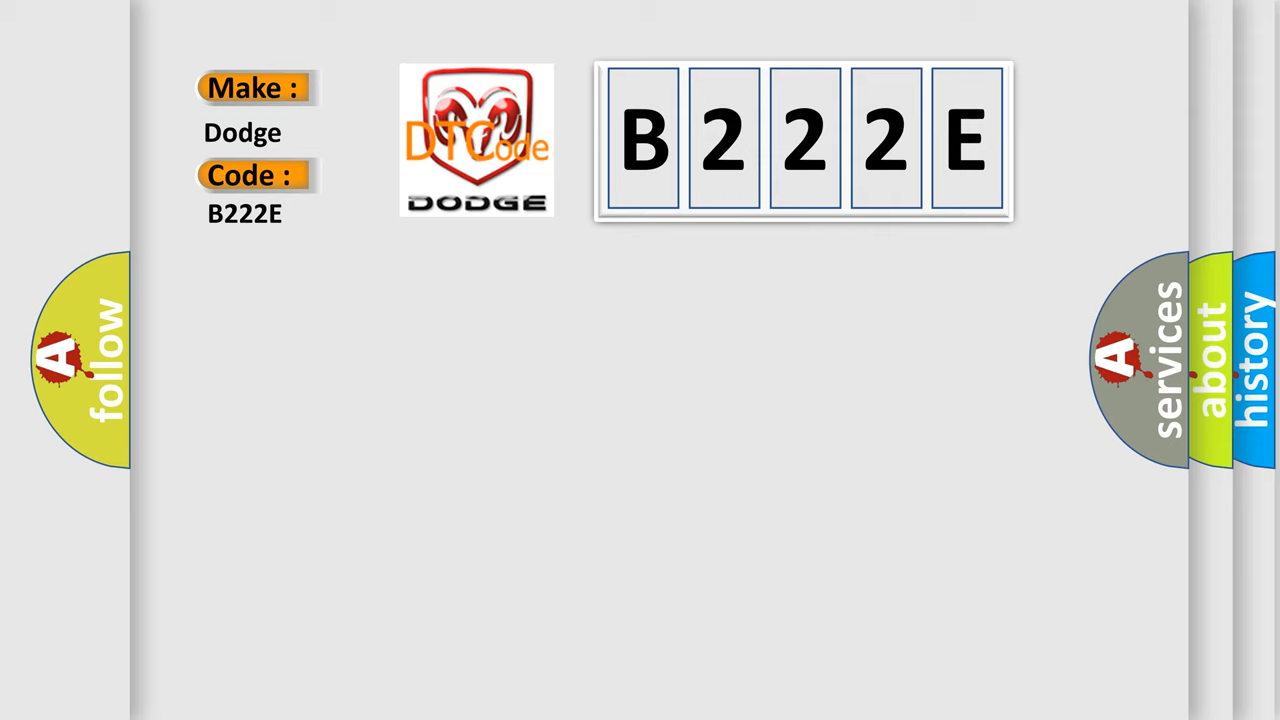 Make :
Dodge
Code :
B222E
DTCode
DODGE
B 2 2 2 E
A follow
A services
about
history